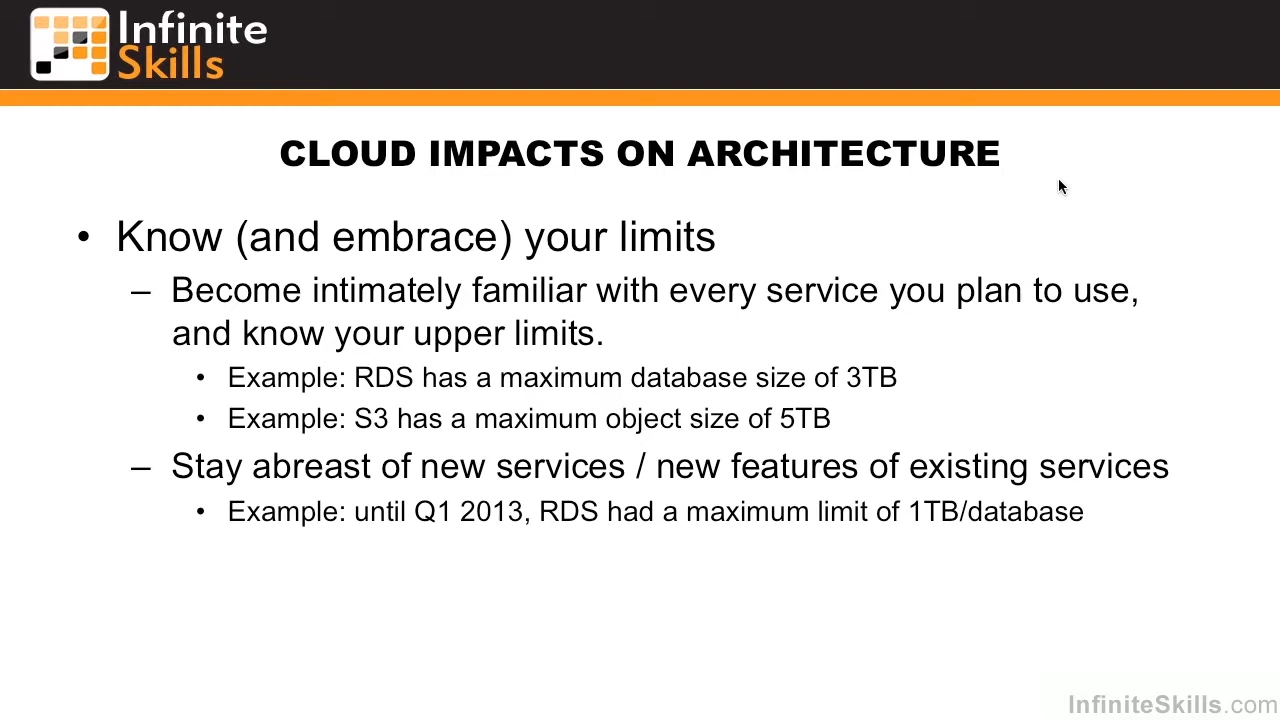 Infinite
Skills
CLOUD IMPACTS ON ARCHITECTURE
• Know (and embrace) your limits
– Become intimately familiar with every service you plan to use,
and know your upper limits.
• Example: RDS has a maximum database size of 3TB
• Example: S3 has a maximum object size of 5TB
– Stay abreast of new services / new features of existing services
• Example: until Q1 2013, RDS had a maximum limit of 1TB/database
InfiniteSkills.com